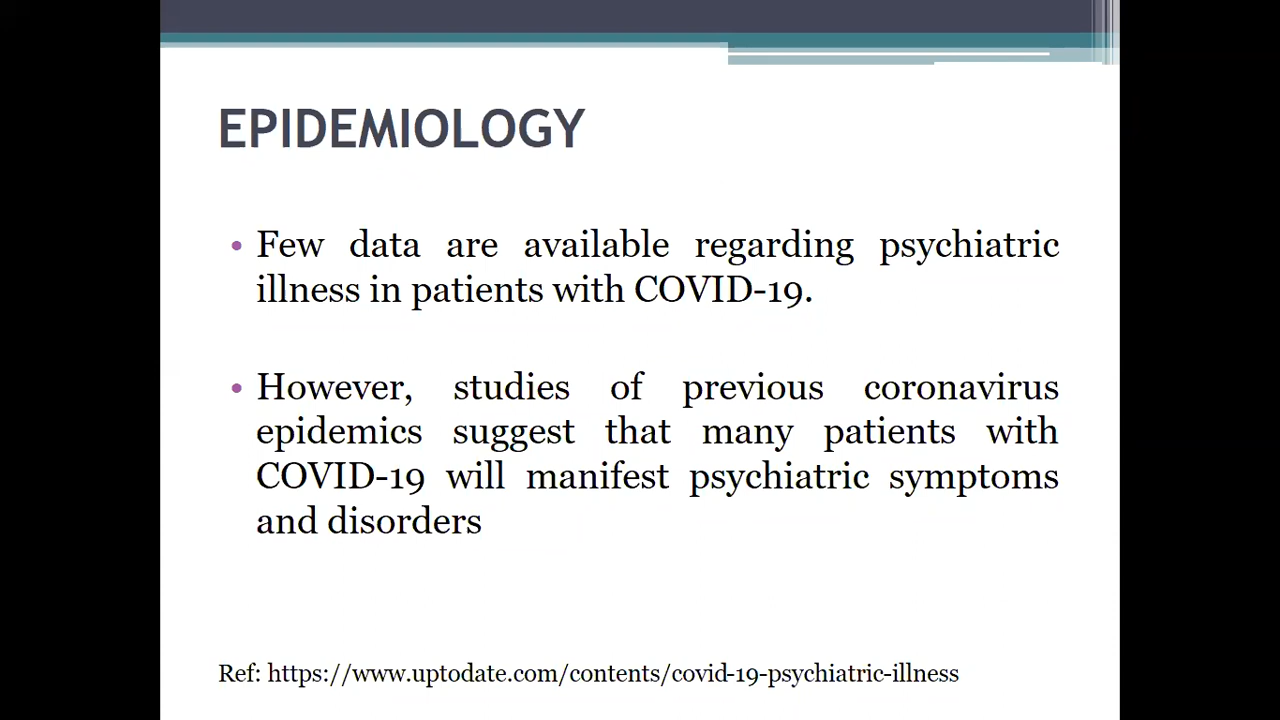 EPIDEMIOLOGY
• Few data are available regarding psychiatric
illness in patients with COVID-19.
• However, studies of previous coronavirus
epidemics suggest that many patients with
COVID-19 will manifest psychiatric symptoms
and disorders
Ref: https://www.uptodate.com/contents/covid-19-psychiatric-illness